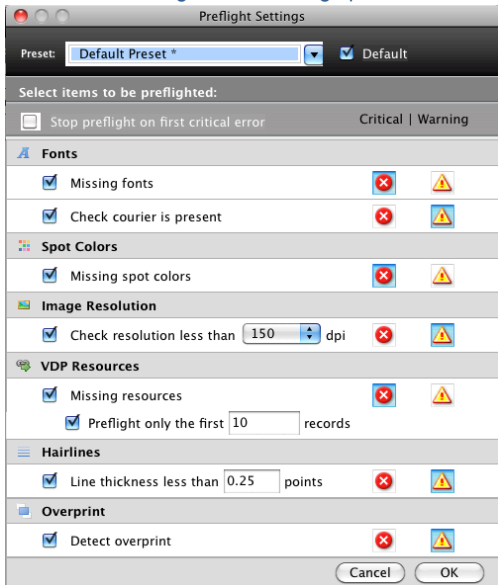 Preflight Settings
Preset: Default Preset * Default
Select items to be preflighted:
Stop preflight on first critical error Critical | Warning
Fonts
Missing fonts
Check courier is present
Spot Colors
Missing spot colors
Image Resolution
Check resolution less than 150 dpi
VDP Resources
Missing resources
Preflight only the first 10 records
Hairlines
Line thickness less than 0.25 points
Overprint
Detect overprint
Cancel OK